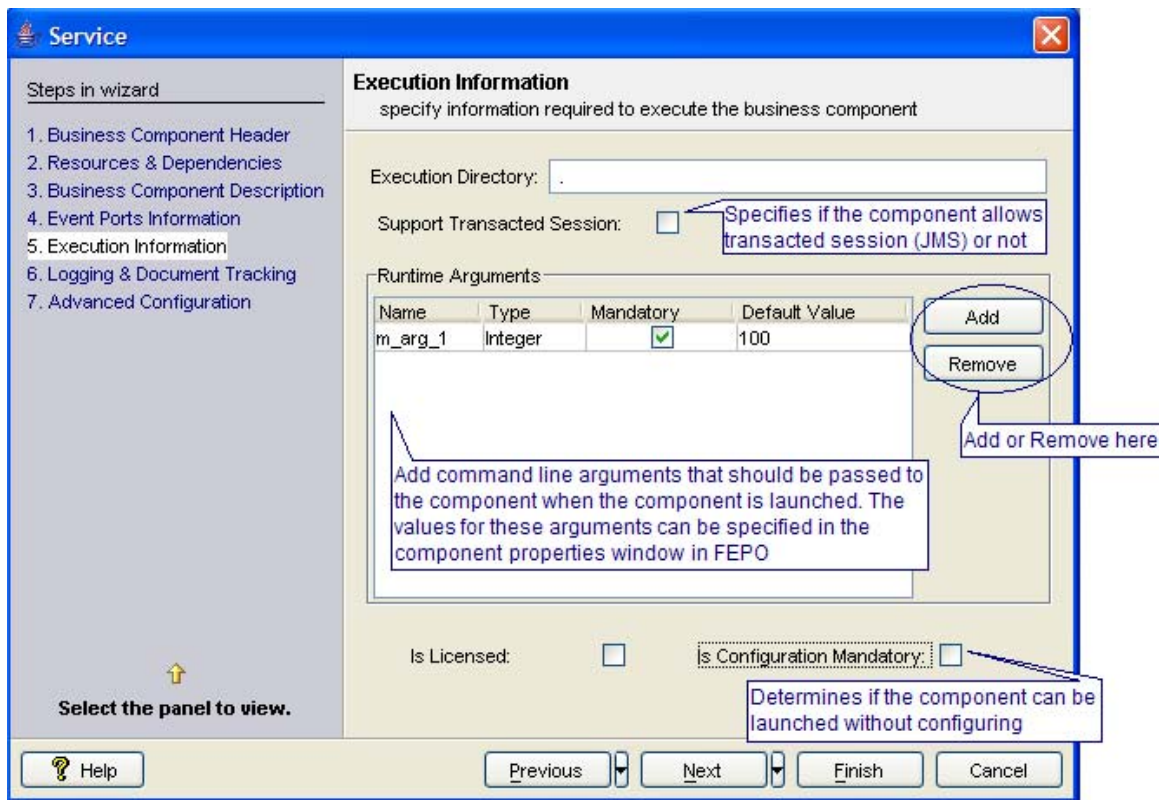 Service
Steps in wizard
1. Business Component Header
2. Resources & Dependencies
3. Business Component Description
4. Event Ports Information
5. Execution Information
6. Logging & Document Tracking
7. Advanced Configuration
Select the panel to view.
Execution Information
specify information required to execute the business component
Execution Directory: .
Support Transacted Session:
Specifies if the component allows
transacted session (JMS) or not
Runtime Arguments
Name Type Mandatory Default Value
m_arg_1 Integer 100
Add
Remove
Add or Remove here
Add command line arguments that should be passed to
the component when the component is launched. The
values for these arguments can be specified in the
component properties window in FEPO
Is Licensed: Is Configuration Mandatory:
Determines if the component can be
launched without configuring
Help Previous Next Finish Cancel